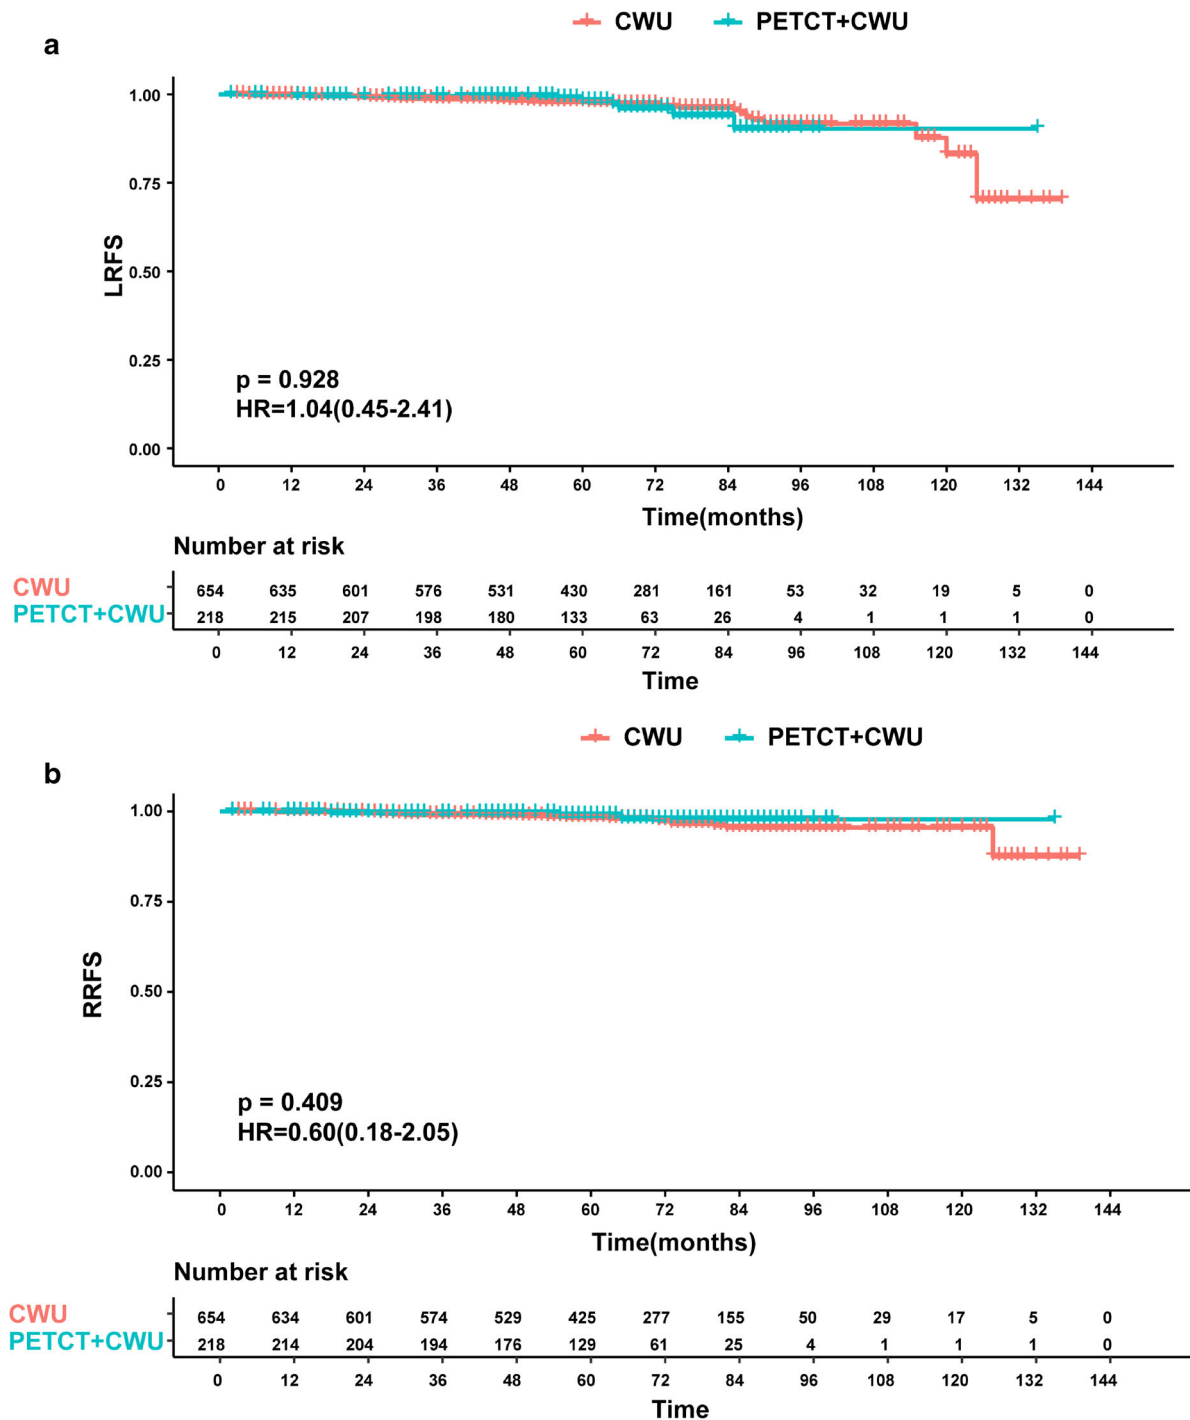 CWU PETCT+CWU
a
1.00
0.75
0.50
0.25
0.00
LRFS
p = 0.928
HR=1.04(0.45-2.41)
0 12 24 36 48 60 72 84 96 108 120 132 144
Time(months)
Number at risk
CWU 654 635 601 576 531 430 281 161 53 32 19 5 0
PETCT+CWU 218 215 207 198 180 133 63 26 4 1 1 1 0
0 12 24 36 48 60 72 84 96 108 120 132 144
Time
CWU PETCT+CWU
b
1.00
0.75
0.50
0.25
0.00
RRFS
p = 0.409
HR=0.60(0.18-2.05)
0 12 24 36 48 60 72 84 96 108 120 132 144
Time(months)
Number at risk
CWU 654 634 601 574 529 425 277 155 50 29 17 5 0
PETCT+CWU 218 214 204 194 176 129 61 25 4 1 1 1 0
0 12 24 36 48 60 72 84 96 108 120 132 144
Time